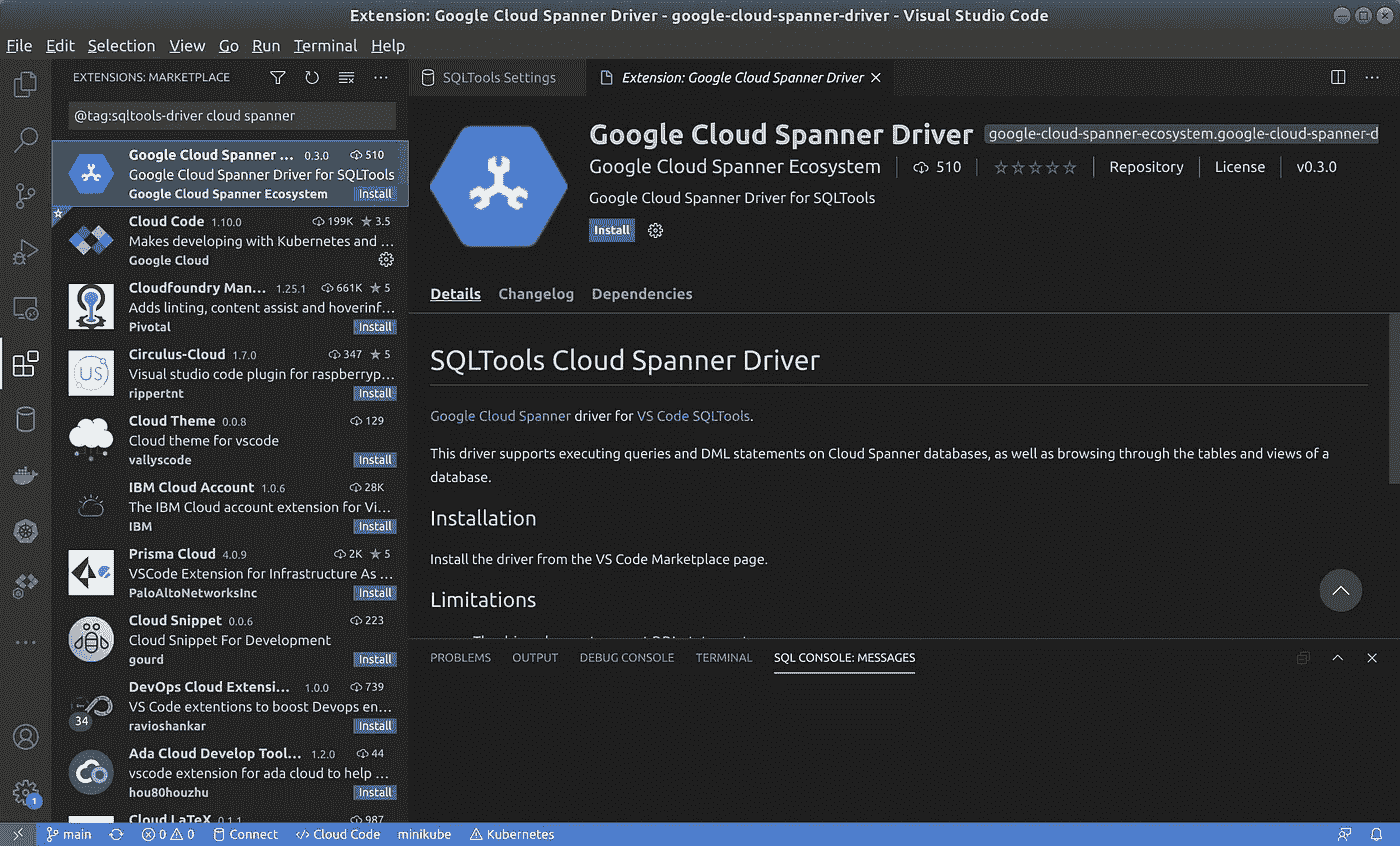 Extension: Google Cloud Spanner Driver - google-cloud-spanner-driver - Visual Studio Code
File Edit Selection View Go Run Terminal Help
EXTENSIONS: MARKETPLACE
@tag:sqltools-driver cloud spanner
Google Cloud Spanner ... 0.3.0 510
Google Cloud Spanner Driver for SQLTools
Google Cloud Spanner Ecosystem Install
Cloud Code 1.10.0 199K 3.5
Makes developing with Kubernetes and ...
Google Cloud
Cloudfoundry Man... 1.25.1 661K 5
Adds linting, content assist and hoverinf...
Pivotal Install
Circulus-Cloud 1.7.0 347 5
Visual studio code plugin for raspberryp...
rippertnt Install
US
Cloud Theme 0.0.8 129
Cloud theme for vscode
vallyscode Install
IBM Cloud Account 1.0.6 28K
The IBM Cloud account extension for Vi...
IBM Install
Prisma Cloud 4.0.9 2K 5
VSCode Extension for Infrastructure As ...
PaloAltoNetworksInc Install
Cloud Snippet 0.0.6 223
Cloud Snippet For Development
gourd Install
DevOps Cloud Extensi... 1.0.0 739
VS Code extentions to boost Devops en...
ravioshankar Install
34
Ada Cloud Develop Tool... 1.2.0 44
vscode extension for ada cloud to help ...
hou80houzhu Install
Cloud LaTeX 0.1.1 987
1
SQLTools Settings
Extension: Google Cloud Spanner Driver
Google Cloud Spanner Driver google-cloud-spanner-ecosystem.google-cloud-spanner-d
Google Cloud Spanner Ecosystem 510 Repository License v0.3.0
Google Cloud Spanner Driver for SQLTools
Install
Details Changelog Dependencies
SQLTools Cloud Spanner Driver
Google Cloud Spanner driver for VS Code SQLTools.
This driver supports executing queries and DML statements on Cloud Spanner databases, as well as browsing through the tables and views of a
database.
Installation
Install the driver from the VS Code Marketplace page.
Limitations
PROBLEMS OUTPUT DEBUG CONSOLE TERMINAL SQL CONSOLE: MESSAGES
main 0 0 Connect Cloud Code minikube Kubernetes